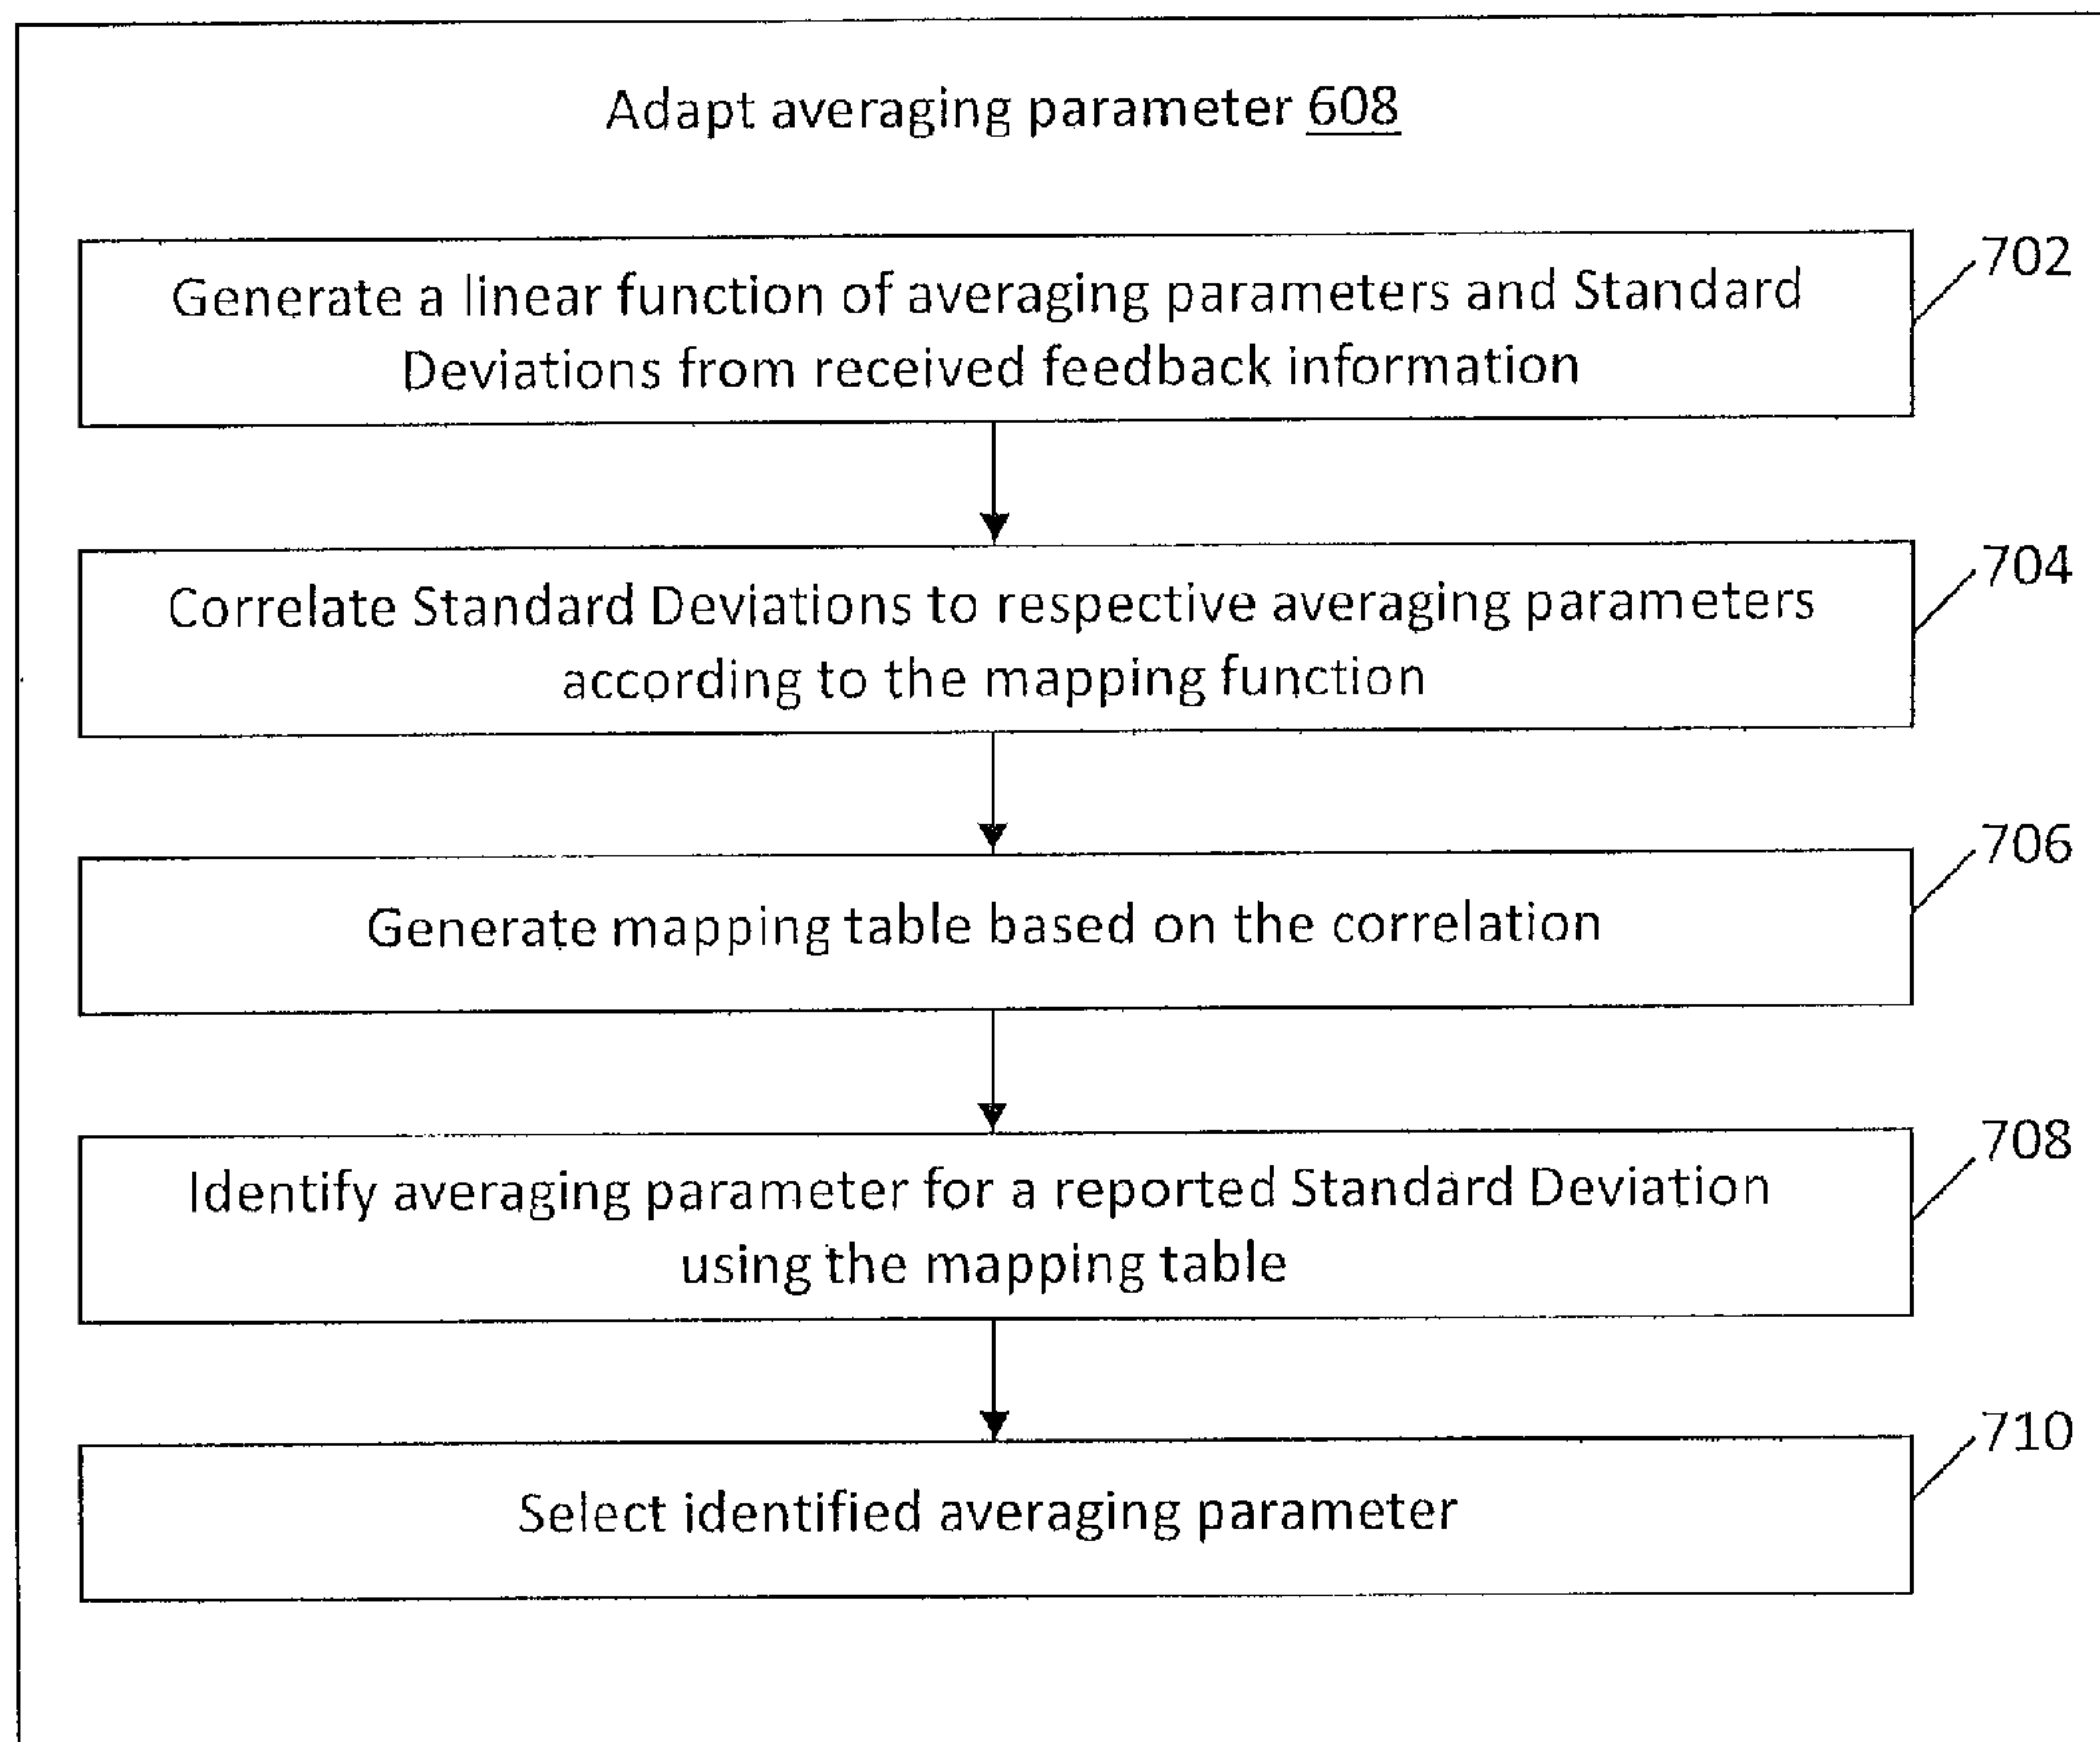 Adapt averaging parameter 608
702
Generate a linear function of averaging parameters and Standard
Deviations from received feedback information
704
Correlate Standard Deviations to respective averaging parameters
according to the mapping function
706
Generate mapping table based on the correlation
708
Identify averaging parameter for a reported Standard Deviation
using the mapping table
710
Select identified averaging parameter